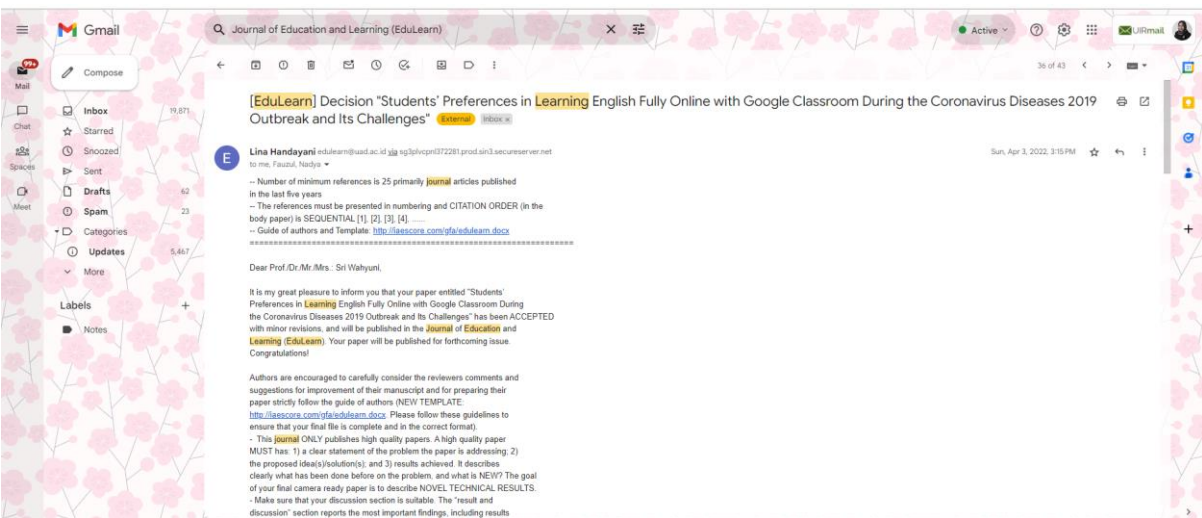 Gmail
Journal of Education and Learning (EduLearn)
Active
UIRmail
99+
Mail
Chat
Spaces
Meet
Compose
Inbox 19,871
Starred
Snoozed
Sent
Drafts 62
Spam 23
Categories
Updates 5,467
More
Labels
Notes
36 of 43
[EduLearn] Decision "Students' Preferences in Learning English Fully Online with Google Classroom During the Coronavirus Diseases 2019
Outbreak and Its Challenges" External Inbox x
E
Lina Handayani edulearn@uad.ac.id via sg3plvcpnl372281.prod.sin3.secureserver.net
to me, Fauzul, Nadya
Sun, Apr 3, 2022, 3:15 PM
-- Number of minimum references is 25 primarily journal articles published
in the last five years
-- The references must be presented in numbering and CITATION ORDER (in the
body paper) is SEQUENTIAL [1], [2], [3], [4], ......
-- Guide of authors and Template: http://iaescore.com/gfa/edulearn.docx
==================================================================
Dear Prof./Dr./Mr./Mrs.: Sri Wahyuni,
It is my great pleasure to inform you that your paper entitled "Students'
Preferences in Learning English Fully Online with Google Classroom During
the Coronavirus Diseases 2019 Outbreak and Its Challenges" has been ACCEPTED
with minor revisions, and will be published in the Journal of Education and
Learning (EduLearn). Your paper will be published for forthcoming issue.
Congratulations!
Authors are encouraged to carefully consider the reviewers comments and
suggestions for improvement of their manuscript and for preparing their
paper strictly follow the guide of authors (NEW TEMPLATE:
http://iaescore.com/gfa/edulearn.docx. Please follow these guidelines to
ensure that your final file is complete and in the correct format).
- This journal ONLY publishes high quality papers. A high quality paper
MUST has: 1) a clear statement of the problem the paper is addressing; 2)
the proposed idea(s)/solution(s); and 3) results achieved. It describes
clearly what has been done before on the problem, and what is NEW? The goal
of your final camera ready paper is to describe NOVEL TECHNICAL RESULTS.
- Make sure that your discussion section is suitable. The "result and
discussion" section reports the most important findings, including results